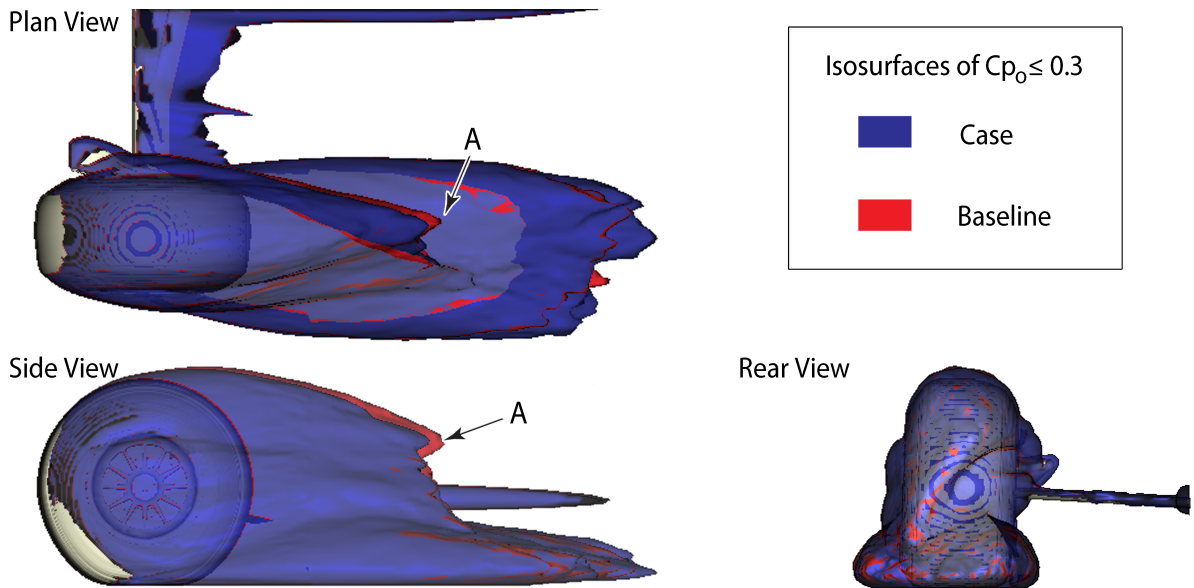 Plan View
Isosurfaces of Cpo ≤ 0.3
Case
Baseline
A
Side View
A
Rear View